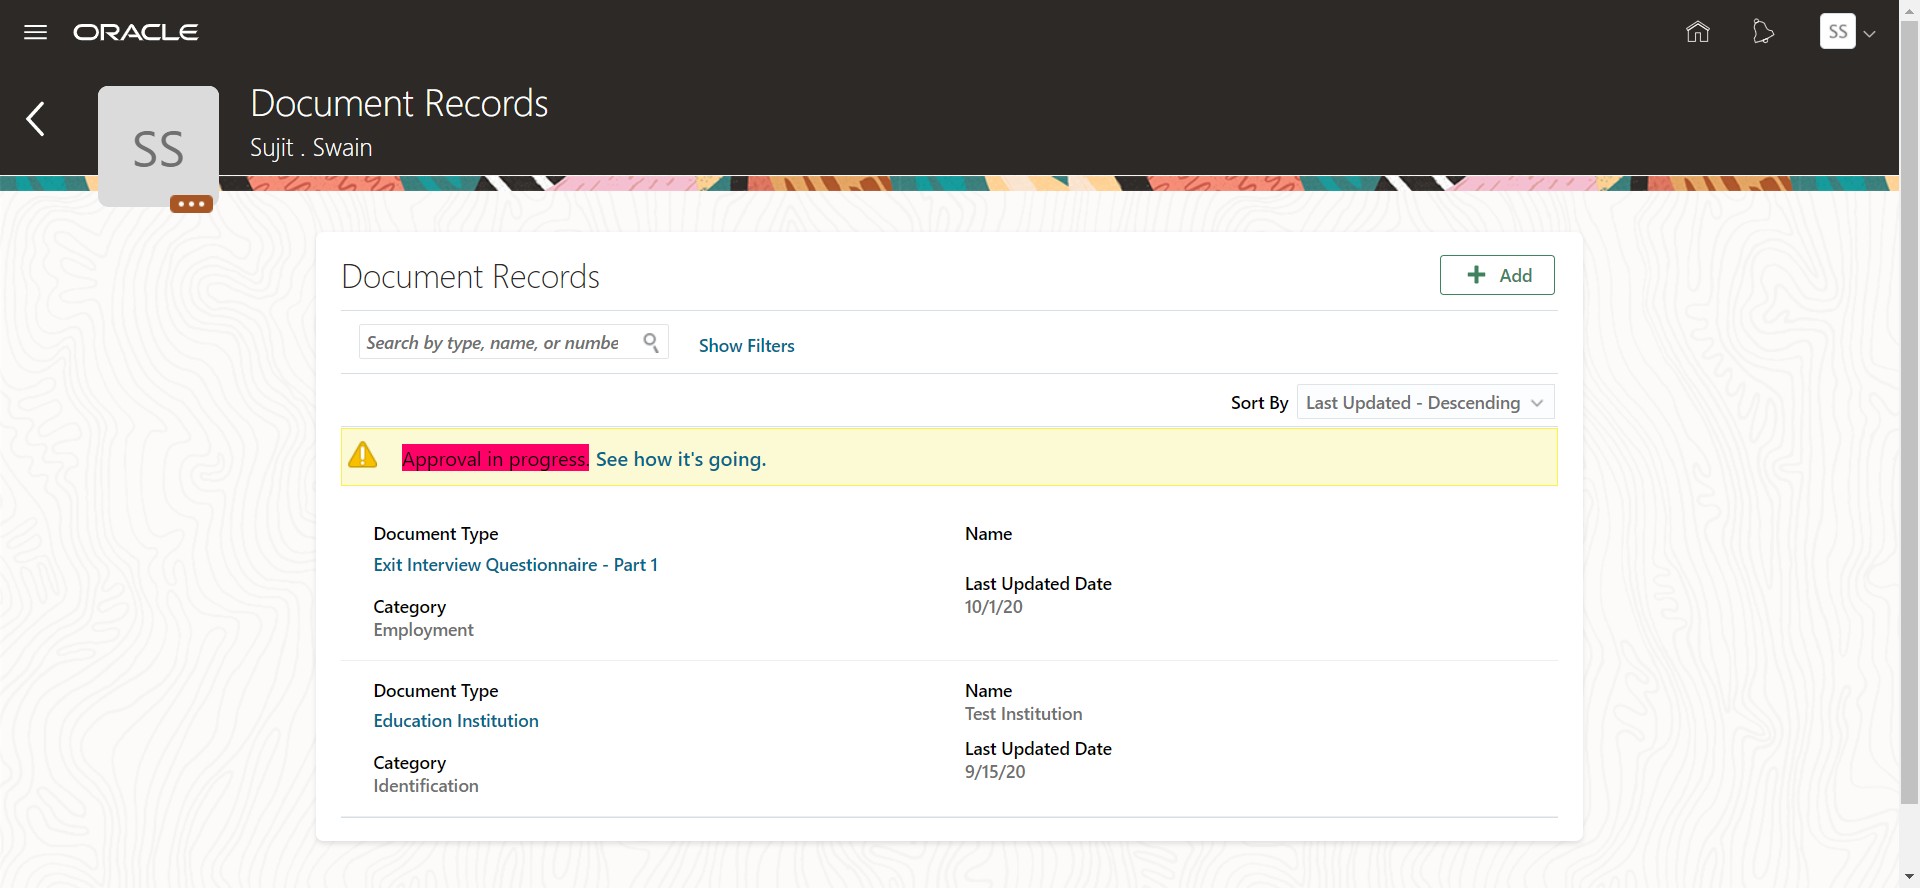 ORACLE
SS
Document Records
Sujit . Swain
SS
Document Records
Add
Search by type, name, or numbe
Show Filters
Sort By Last Updated - Descending
Approval in progress. See how it's going.
Document Type
Exit Interview Questionnaire - Part 1
Category
Employment
Name
Last Updated Date
10/1/20
Document Type
Education Institution
Category
Identification
Name
Test Institution
Last Updated Date
9/15/20